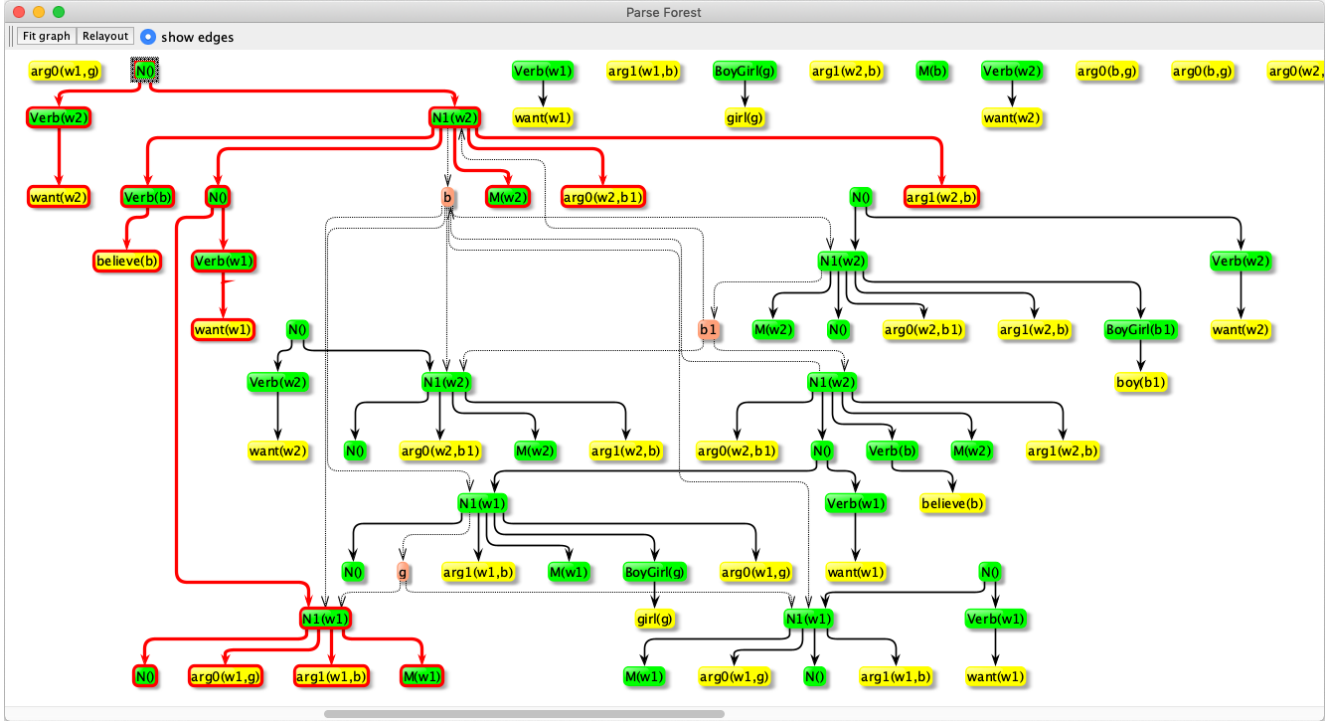 Parse Forest
Fit graph Relayout show edges
arg0(w1,g) N() Verb(w1) arg1(w1,b) BoyGirl(g) arg1(w2,b) M(b) Verb(w2) arg0(b,g) arg0(b,g) arg0(w2,
Verb(w2) N1(w2) want(w1) girl(g) want(w2)
want(w2) Verb(b) N() b M(w2) arg0(w2,b1) N() arg1(w2,b)
believe(b) Verb(w1) N1(w2) Verb(w2)
want(w1) N() b1 M(w2) N() arg0(w2,b1) arg1(w2,b) BoyGirl(b1) want(w2)
Verb(w2) N1(w2) N1(w2) boy(b1)
want(w2) N() arg0(w2,b1) M(w2) arg1(w2,b) arg0(w2,b1) N() Verb(b) M(w2) arg1(w2,b)
N1(w1) Verb(w1) believe(b)
N() g arg1(w1,b) M(w1) BoyGirl(g) arg0(w1,g) want(w1) N()
N1(w1) girl(g) N1(w1) Verb(w1)
N() arg0(w1,g) arg1(w1,b) M(w1) M(w1) arg0(w1,g) N() arg1(w1,b) want(w1)